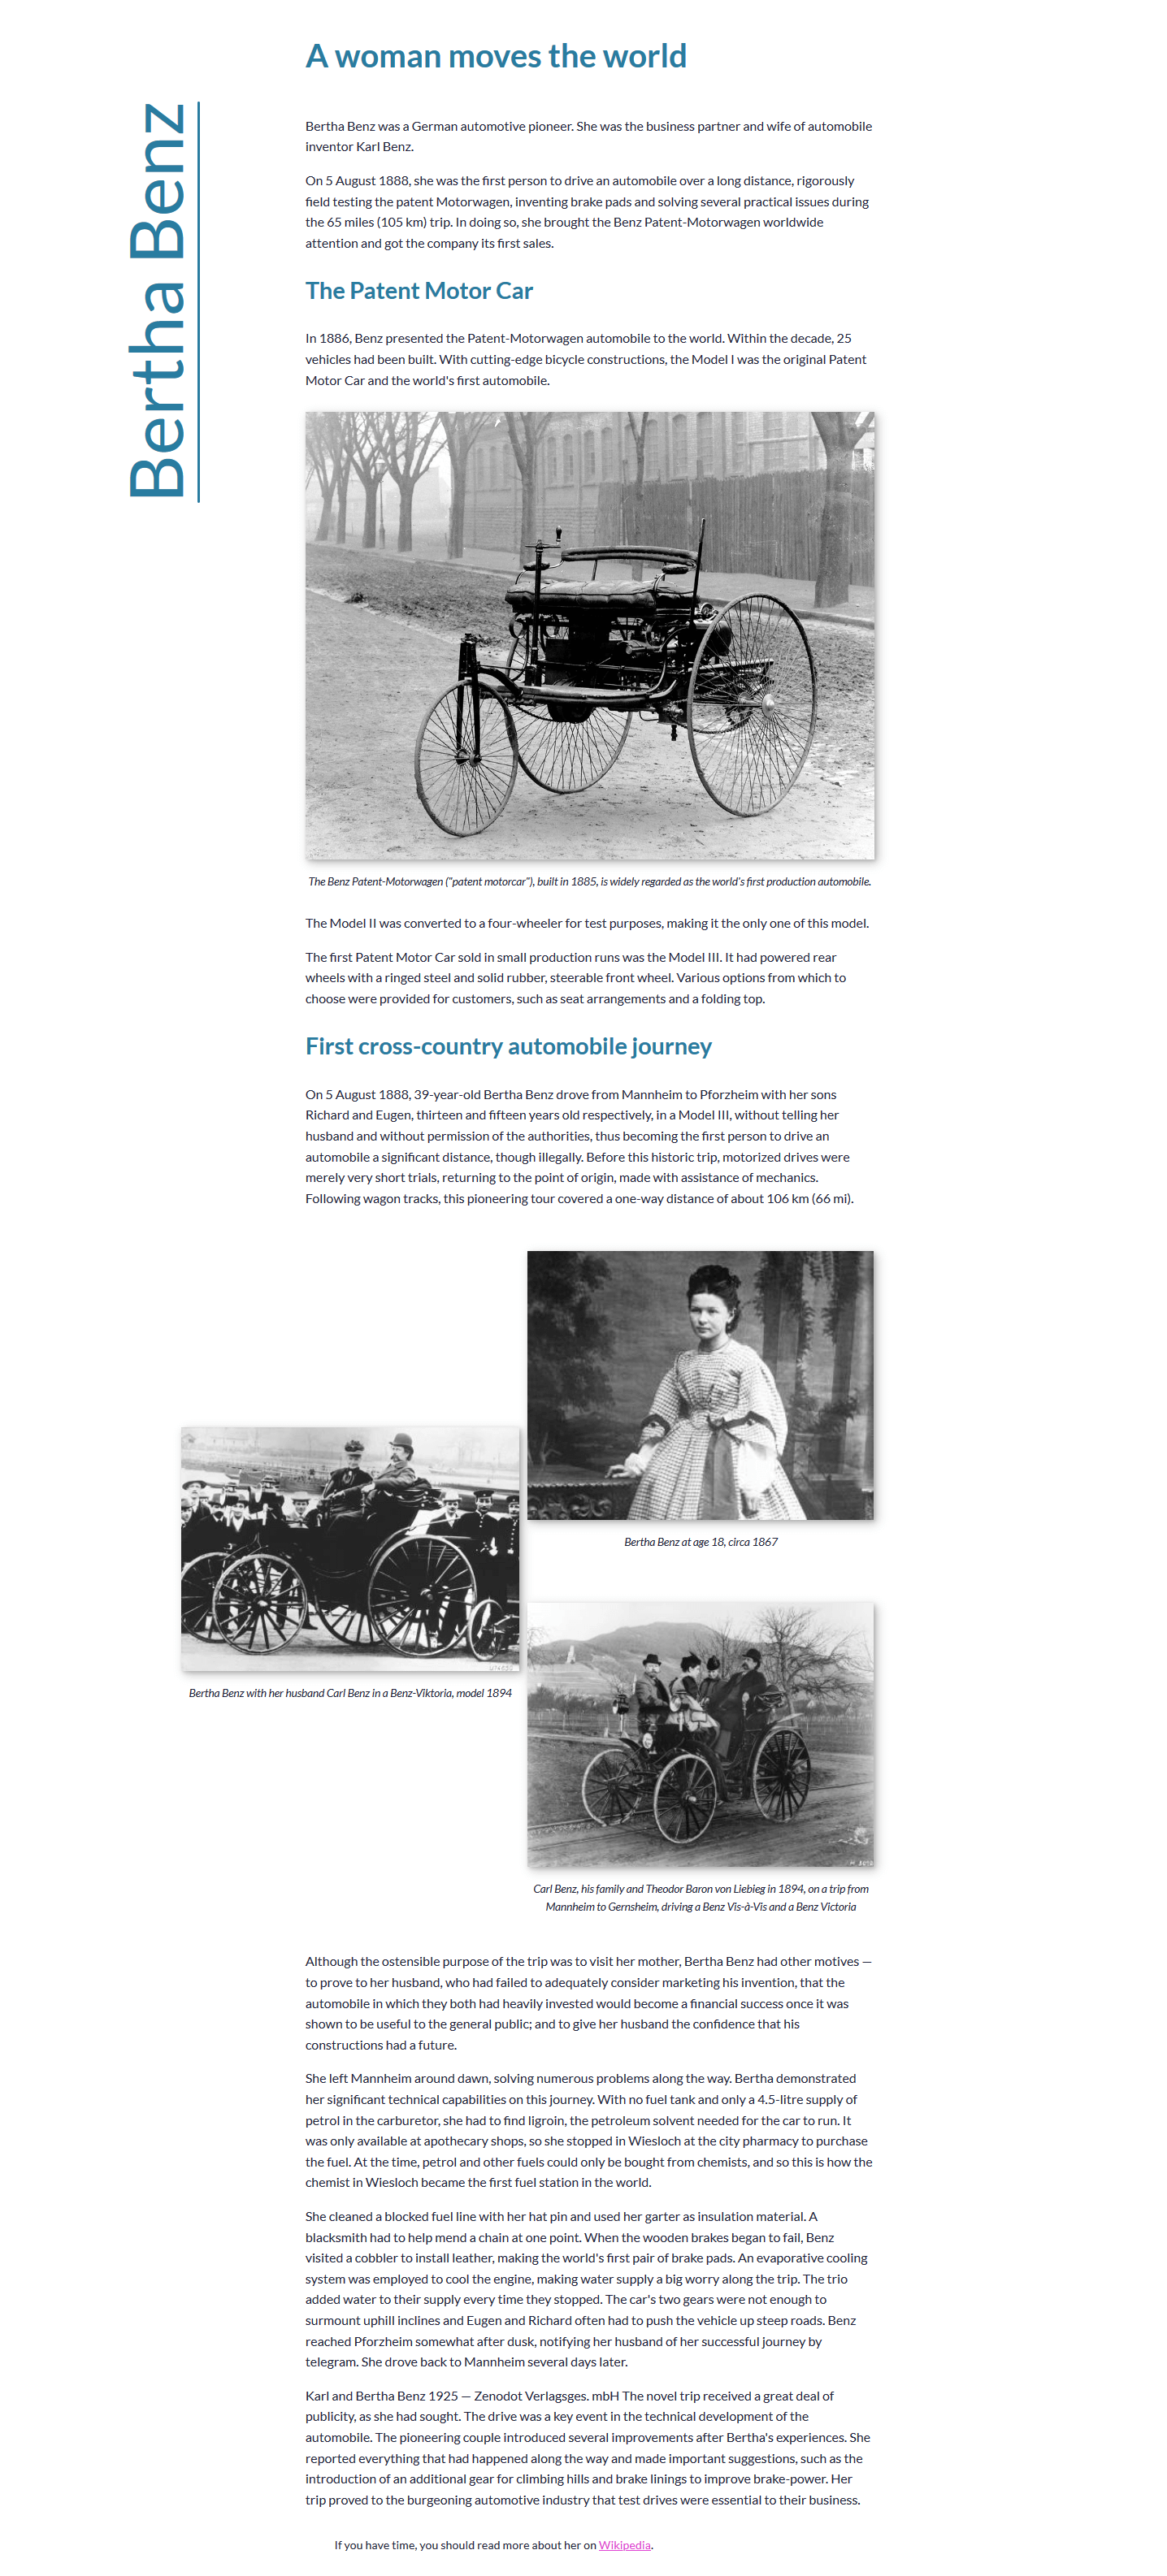 A woman moves the world
Bertha Benz
Bertha Benz was a German automotive pioneer. She was the business partner and wife of automobile
inventor Karl Benz.
On 5 August 1888, she was the first person to drive an automobile over a long distance, rigorously
field testing the patent Motorwagen, inventing brake pads and solving several practical issues during
the 65 miles (105 km) trip. In doing so, she brought the Benz Patent-Motorwagen worldwide
attention and got the company its first sales.
The Patent Motor Car
In 1886, Benz presented the Patent-Motorwagen automobile to the world. Within the decade, 25
vehicles had been built. With cutting-edge bicycle constructions, the Model I was the original Patent
Motor Car and the world's first automobile.
The Benz Patent-Motorwagen ("patent motorcar"), built in 1885, is widely regarded as the world's first production automobile.
The Model II was converted to a four-wheeler for test purposes, making it the only one of this model.
The first Patent Motor Car sold in small production runs was the Model III. It had powered rear
wheels with a ringed steel and solid rubber, steerable front wheel. Various options from which to
choose were provided for customers, such as seat arrangements and a folding top.
First cross-country automobile journey
On 5 August 1888, 39-year-old Bertha Benz drove from Mannheim to Pforzheim with her sons
Richard and Eugen, thirteen and fifteen years old respectively, in a Model III, without telling her
husband and without permission of the authorities, thus becoming the first person to drive an
automobile a significant distance, though illegally. Before this historic trip, motorized drives were
merely very short trials, returning to the point of origin, made with assistance of mechanics.
Following wagon tracks, this pioneering tour covered a one-way distance of about 106 km (66 mi).
Bertha Benz at age 18, circa 1867
Bertha Benz with her husband Carl Benz in a Benz-Viktoria, model 1894
Carl Benz, his family and Theodor Baron von Liebieg in 1894, on a trip from
Mannheim to Gernsheim, driving a Benz Vis-à-Vis and a Benz Victoria
Although the ostensible purpose of the trip was to visit her mother, Bertha Benz had other motives —
to prove to her husband, who had failed to adequately consider marketing his invention, that the
automobile in which they both had heavily invested would become a financial success once it was
shown to be useful to the general public; and to give her husband the confidence that his
constructions had a future.
She left Mannheim around dawn, solving numerous problems along the way. Bertha demonstrated
her significant technical capabilities on this journey. With no fuel tank and only a 4.5-litre supply of
petrol in the carburetor, she had to find ligroin, the petroleum solvent needed for the car to run. It
was only available at apothecary shops, so she stopped in Wiesloch at the city pharmacy to purchase
the fuel. At the time, petrol and other fuels could only be bought from chemists, and so this is how the
chemist in Wiesloch became the first fuel station in the world.
She cleaned a blocked fuel line with her hat pin and used her garter as insulation material. A
blacksmith had to help mend a chain at one point. When the wooden brakes began to fail, Benz
visited a cobbler to install leather, making the world's first pair of brake pads. An evaporative cooling
system was employed to cool the engine, making water supply a big worry along the trip. The trio
added water to their supply every time they stopped. The car's two gears were not enough to
surmount uphill inclines and Eugen and Richard often had to push the vehicle up steep roads. Benz
reached Pforzheim somewhat after dusk, notifying her husband of her successful journey by
telegram. She drove back to Mannheim several days later.
Karl and Bertha Benz 1925 — Zenodot Verlagsges. mbH The novel trip received a great deal of
publicity, as she had sought. The drive was a key event in the technical development of the
automobile. The pioneering couple introduced several improvements after Bertha's experiences. She
reported everything that had happened along the way and made important suggestions, such as the
introduction of an additional gear for climbing hills and brake linings to improve brake-power. Her
trip proved to the burgeoning automotive industry that test drives were essential to their business.
If you have time, you should read more about her on Wikipedia.